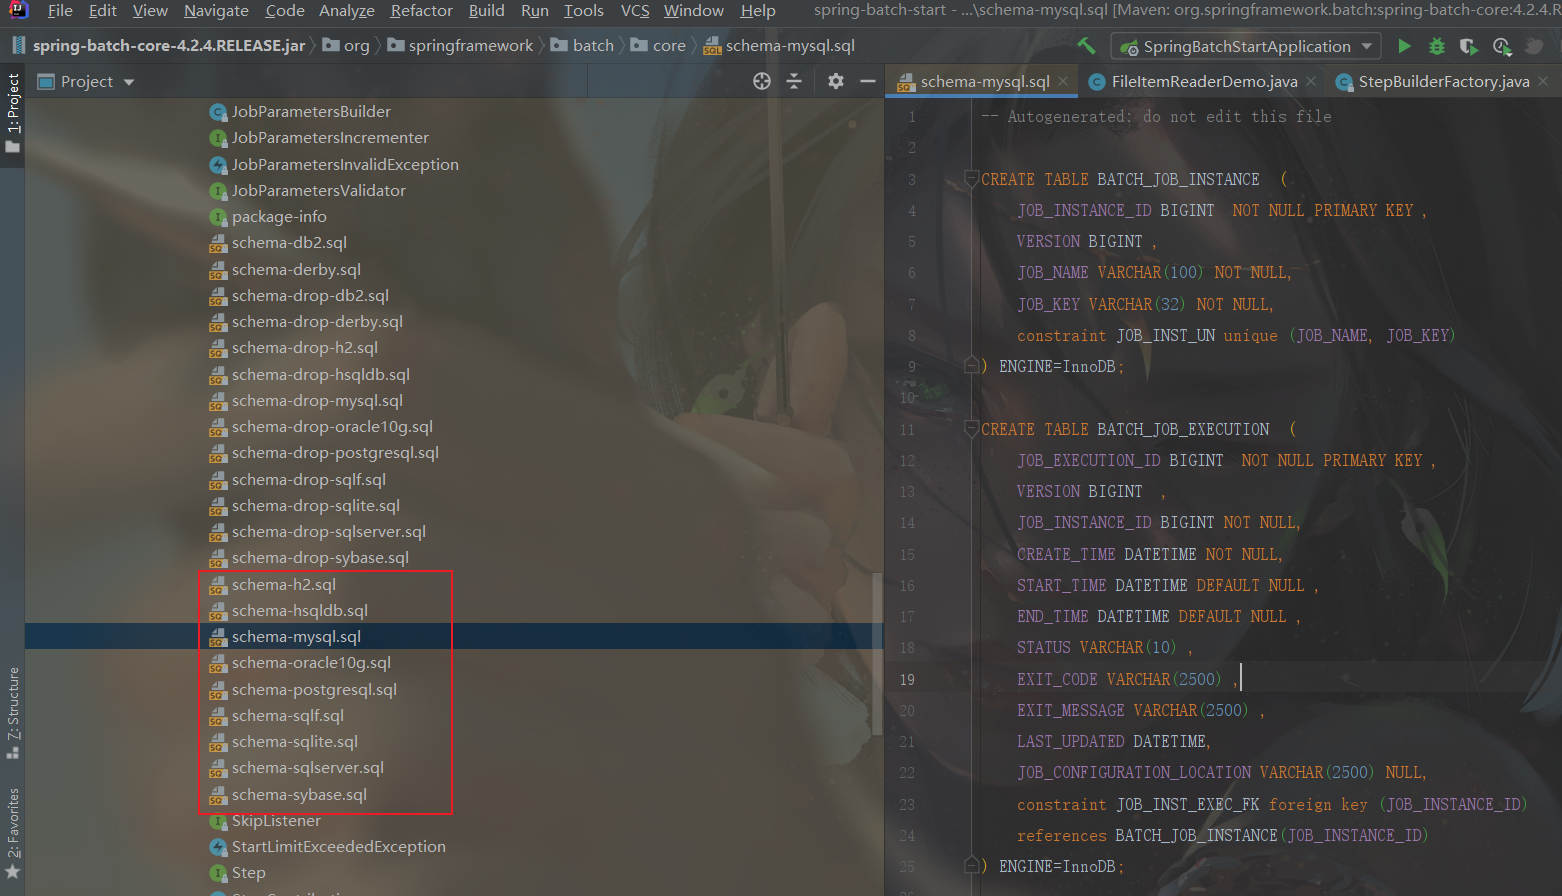 File Edit View Navigate Code Analyze Refactor Build Run Tools VCS Window Help spring-batch-start - ...\schema-mysql.sql [Maven: org.springframework.batch:spring-batch-core:4.2.4.R
spring-batch-core-4.2.4.RELEASE.jar org springframework batch core schema-mysql.sql SpringBatchStartApplication
1: Project
7: Structure
2: Favorites
Project
JobParametersBuilder
JobParametersIncrementer
JobParametersInvalidException
JobParametersValidator
package-info
schema-db2.sql
schema-derby.sql
schema-drop-db2.sql
schema-drop-derby.sql
schema-drop-h2.sql
schema-drop-hsqldb.sql
schema-drop-mysql.sql
schema-drop-oracle10g.sql
schema-drop-postgresql.sql
schema-drop-sqlf.sql
schema-drop-sqlite.sql
schema-drop-sqlserver.sql
schema-drop-sybase.sql
schema-h2.sql
schema-hsqldb.sql
schema-mysql.sql
schema-oracle10g.sql
schema-postgresql.sql
schema-sqlf.sql
schema-sqlite.sql
schema-sqlserver.sql
schema-sybase.sql
SkipListener
StartLimitExceededException
Step
schema-mysql.sql FileItemReaderDemo.java StepBuilderFactory.java
1 -- Autogenerated: do not edit this file
2
3 CREATE TABLE BATCH_JOB_INSTANCE (
4 JOB_INSTANCE_ID BIGINT NOT NULL PRIMARY KEY ,
5 VERSION BIGINT ,
6 JOB_NAME VARCHAR(100) NOT NULL,
7 JOB_KEY VARCHAR(32) NOT NULL,
8 constraint JOB_INST_UN unique (JOB_NAME, JOB_KEY)
9 ) ENGINE=InnoDB;
10
11 CREATE TABLE BATCH_JOB_EXECUTION (
12 JOB_EXECUTION_ID BIGINT NOT NULL PRIMARY KEY ,
13 VERSION BIGINT ,
14 JOB_INSTANCE_ID BIGINT NOT NULL,
15 CREATE_TIME DATETIME NOT NULL,
16 START_TIME DATETIME DEFAULT NULL ,
17 END_TIME DATETIME DEFAULT NULL ,
18 STATUS VARCHAR(10) ,
19 EXIT_CODE VARCHAR(2500) ,
20 EXIT_MESSAGE VARCHAR(2500) ,
21 LAST_UPDATED DATETIME,
22 JOB_CONFIGURATION_LOCATION VARCHAR(2500) NULL,
23 constraint JOB_INST_EXEC_FK foreign key (JOB_INSTANCE_ID)
24 references BATCH_JOB_INSTANCE(JOB_INSTANCE_ID)
25 ) ENGINE=InnoDB;